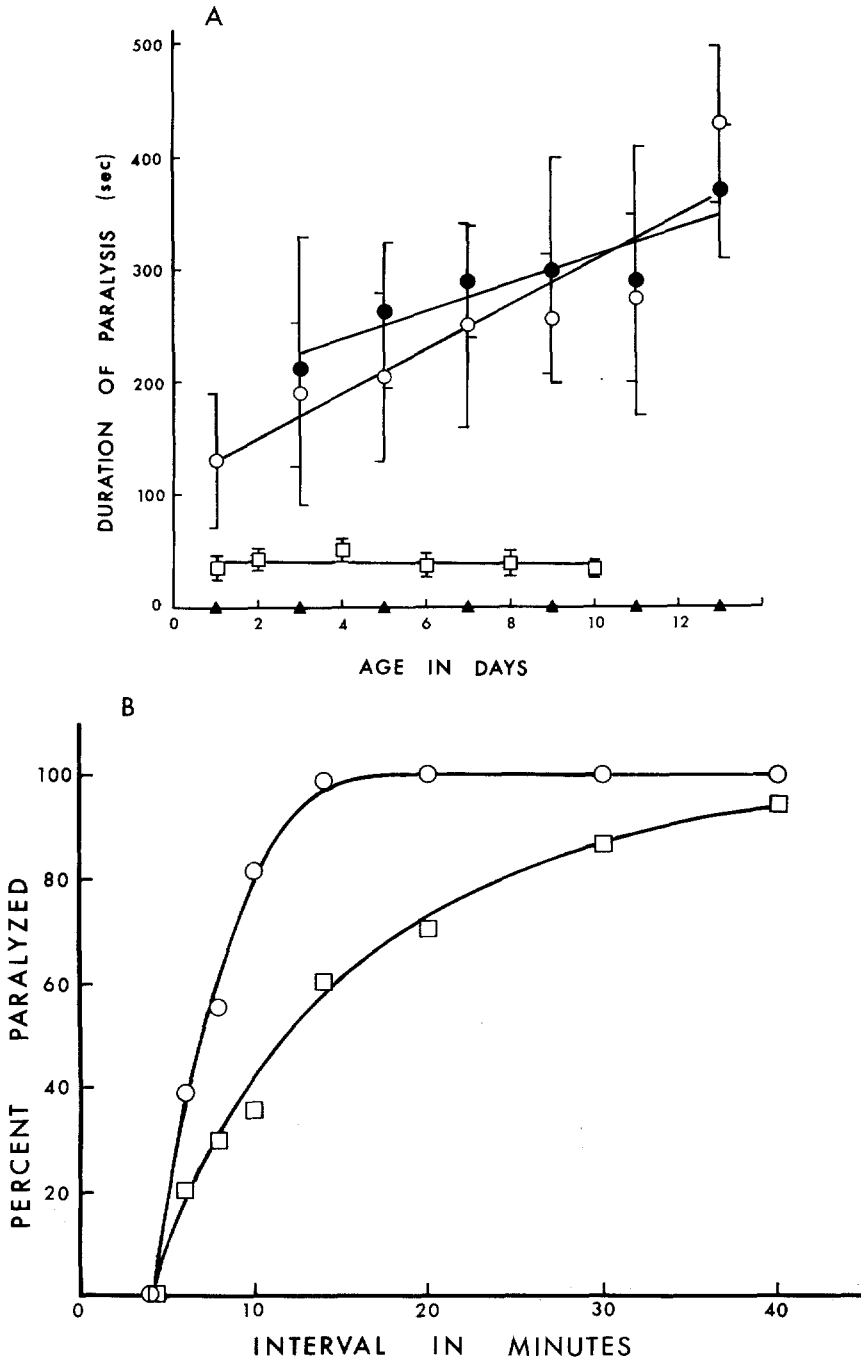 A
500
400
300
200
100
0
DURATION OF PARALYSIS (sec)
0 2 4 6 8 10 12
AGE IN DAYS
B
100
80
60
40
20
PERCENT PARALYZED
0 10 20 30 40
INTERVAL IN MINUTES